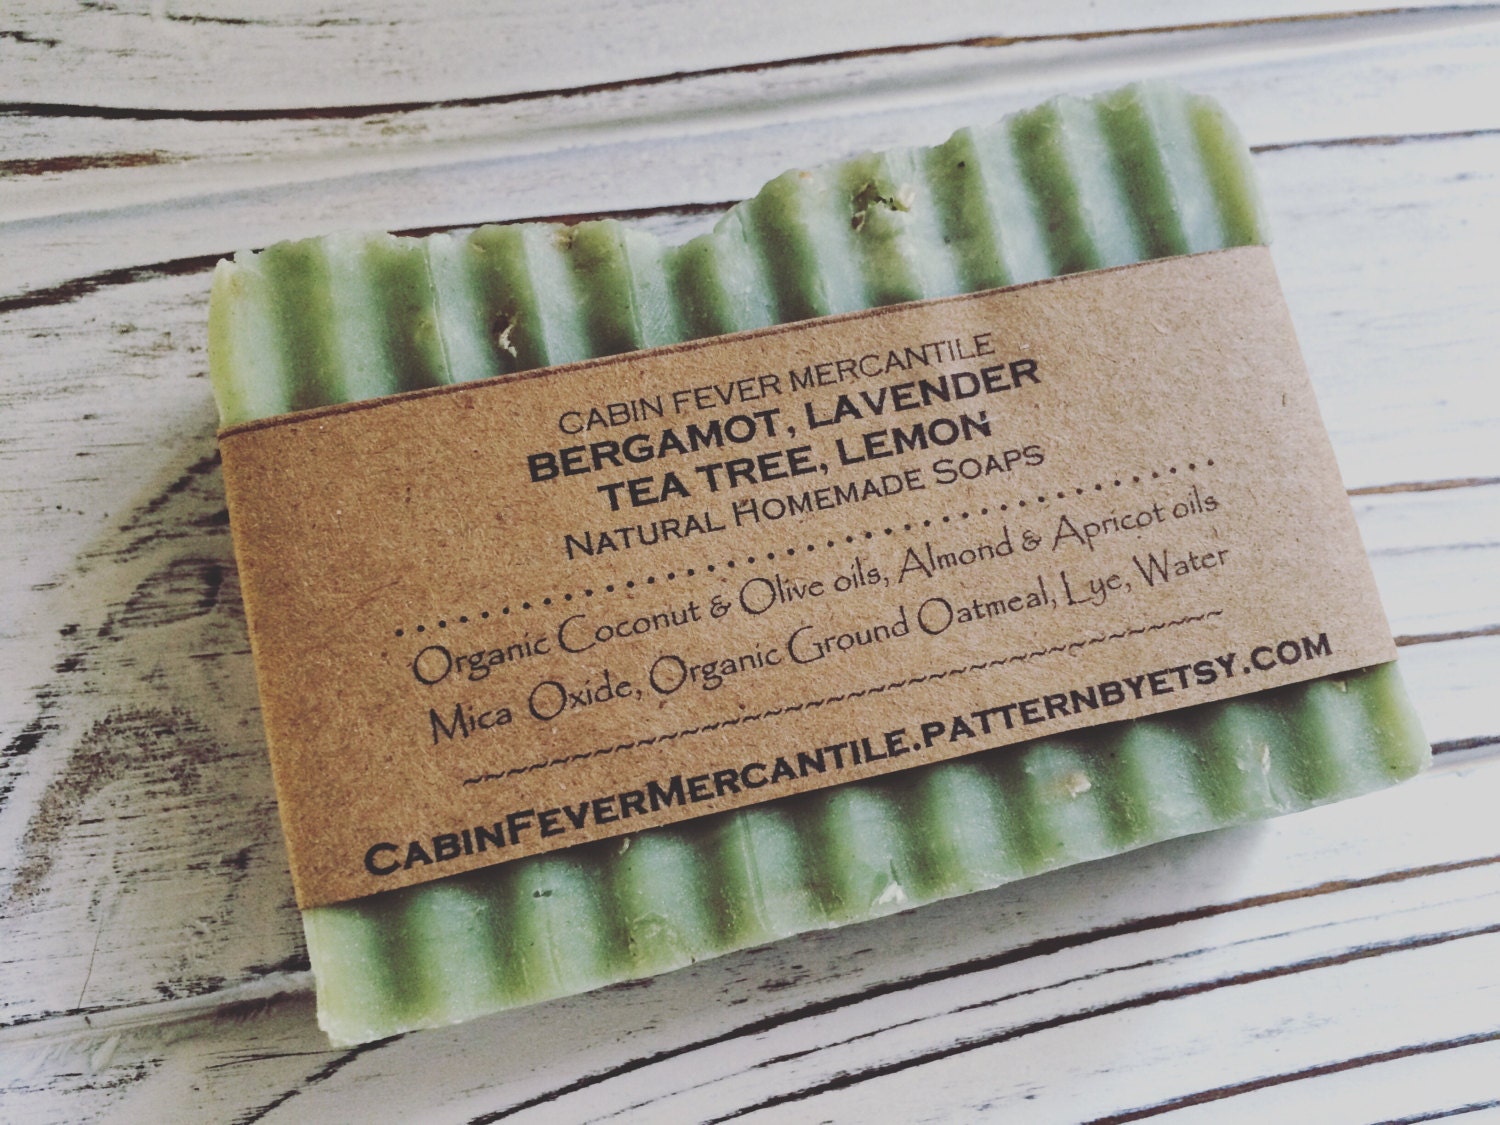 CABIN FEVER MERCANTILE
BERGAMOT, LAVENDER
TEA TREE, LEMON
NATURAL HOMEMADE SOAPS
Organic Coconut & Olive oils, Almond & Apricot oils
Mica Oxide, Organic Ground Oatmeal, Lye, Water
CABINFEVERMERCANTILE.PATTERNBYETSY.COM